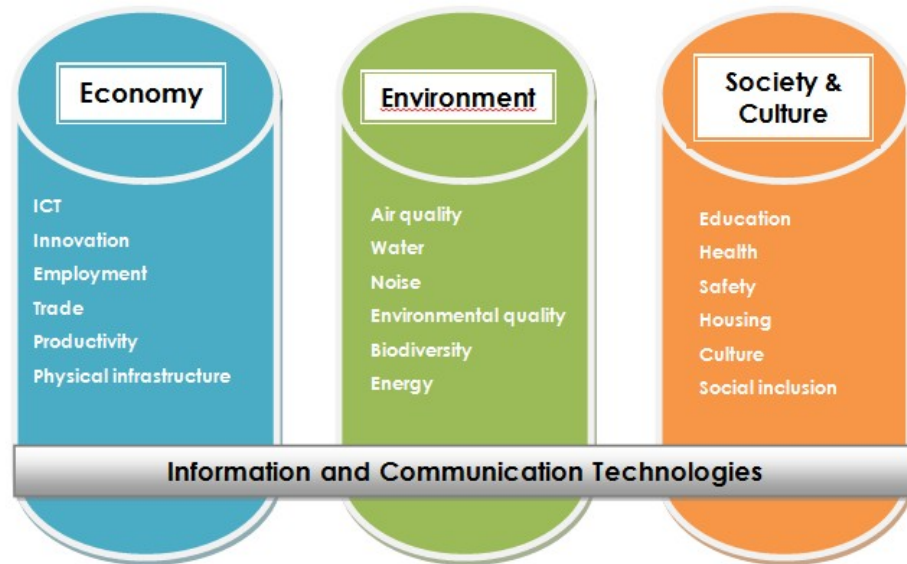 Economy
ICT
Innovation
Employment
Trade
Productivity
Physical infrastructure
Environment
Air quality
Water
Noise
Environmental quality
Biodiversity
Energy
Society &
Culture
Education
Health
Safety
Housing
Culture
Social inclusion
Information and Communication Technologies